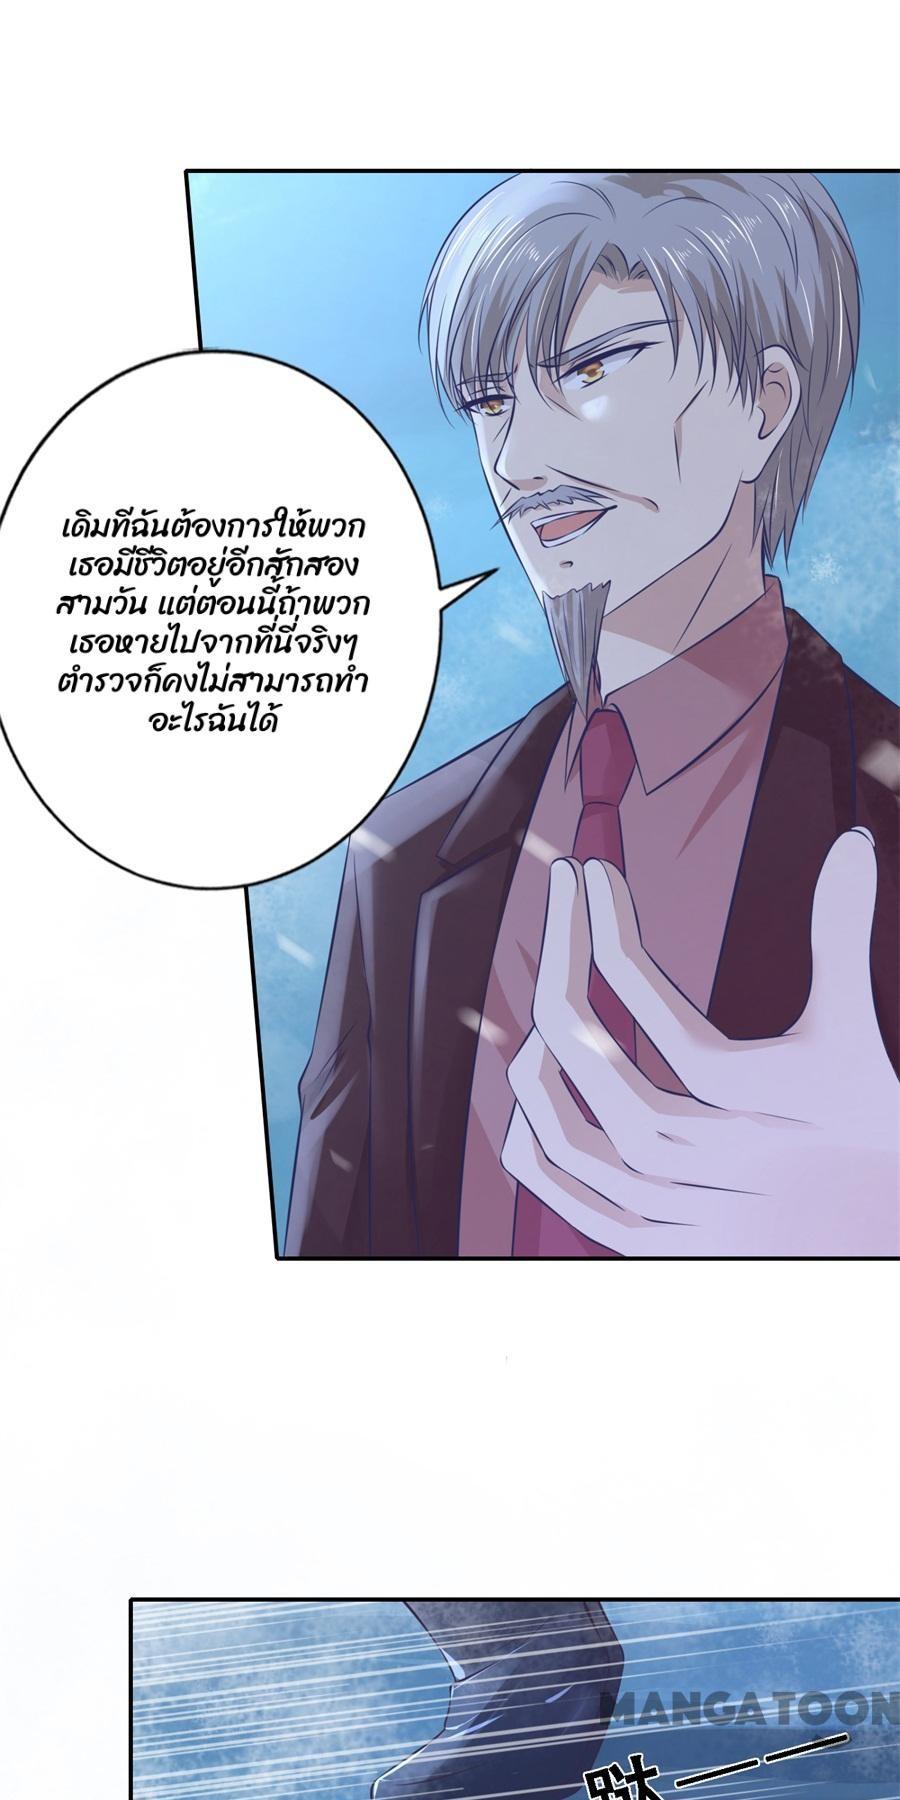 เดิมทีฉันต้องการให้พวก
เธอมีชีวิตอยู่อีกสักสอง
สามวัน แต่ตอนนี้ถ้าพวก
เธอหายไปจากที่นี่จริงๆ
ตำรวจก็คงไม่สามารถทำ
อะไรฉันได้
MANGATOON